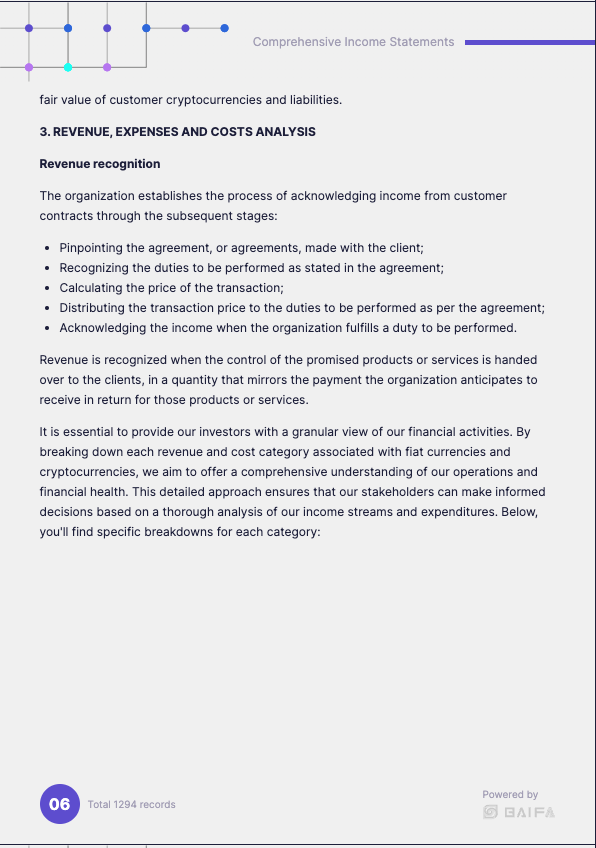 Comprehensive Income Statements
fair value of customer cryptocurrencies and liabilities.
3. REVENUE, EXPENSES AND COSTS ANALYSIS
Revenue recognition
The organization establishes the process of acknowledging income from customer
contracts through the subsequent stages:
• Pinpointing the agreement, or agreements, made with the client;
• Recognizing the duties to be performed as stated in the agreement;
• Calculating the price of the transaction;
• Distributing the transaction price to the duties to be performed as per the agreement;
• Acknowledging the income when the organization fulfills a duty to be performed.
Revenue is recognized when the control of the promised products or services is handed
over to the clients, in a quantity that mirrors the payment the organization anticipates to
receive in return for those products or services.
It is essential to provide our investors with a granular view of our financial activities. By
breaking down each revenue and cost category associated with fiat currencies and
cryptocurrencies, we aim to offer a comprehensive understanding of our operations and
financial health. This detailed approach ensures that our stakeholders can make informed
decisions based on a thorough analysis of our income streams and expenditures. Below,
you'll find specific breakdowns for each category:
06
Total 1294 records
Powered by
BAIFA